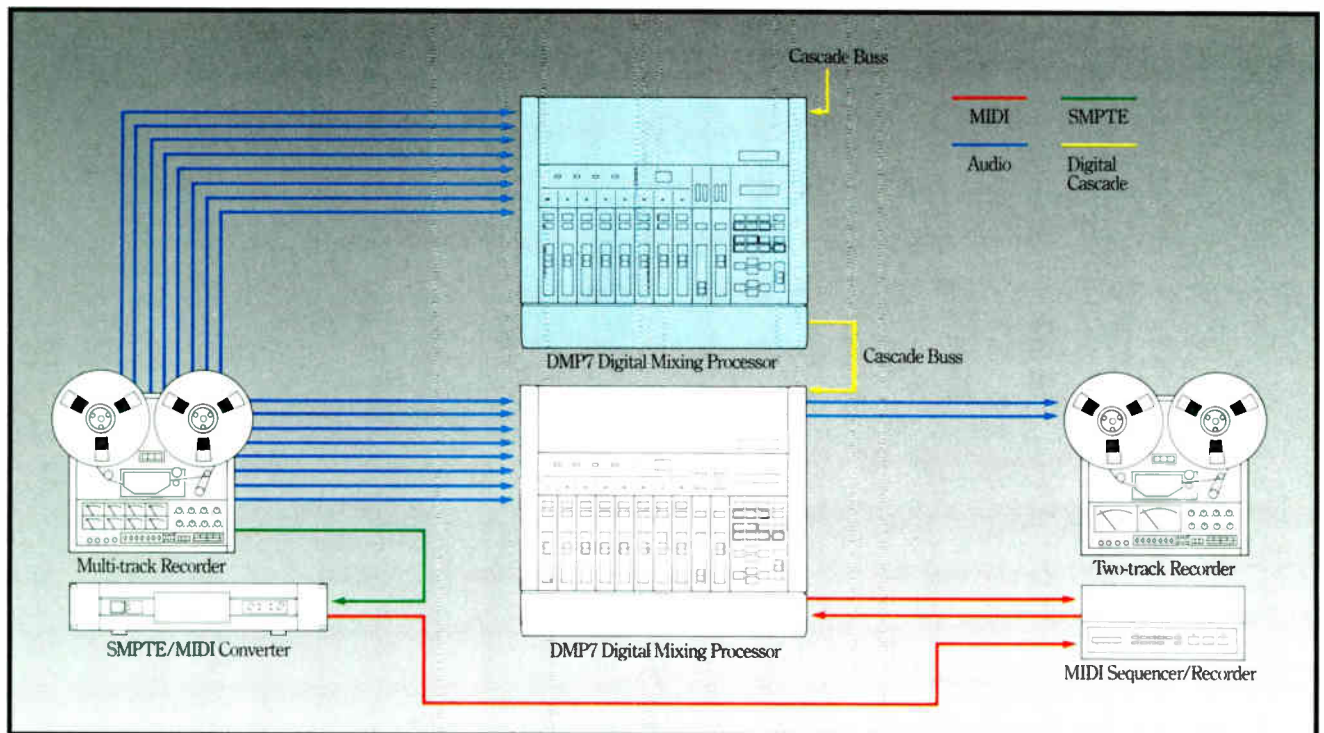 Cascade Buss
MIDI
SMPTE
Audio
Digital
Cascade
DMP7 Digital Mixing Processor
Cascade Buss
Multi-track Recorder
Two-track Recorder
SMPTE/MIDI Converter
DMP7 Digital Mixing Processor
MIDI Sequencer/Recorder